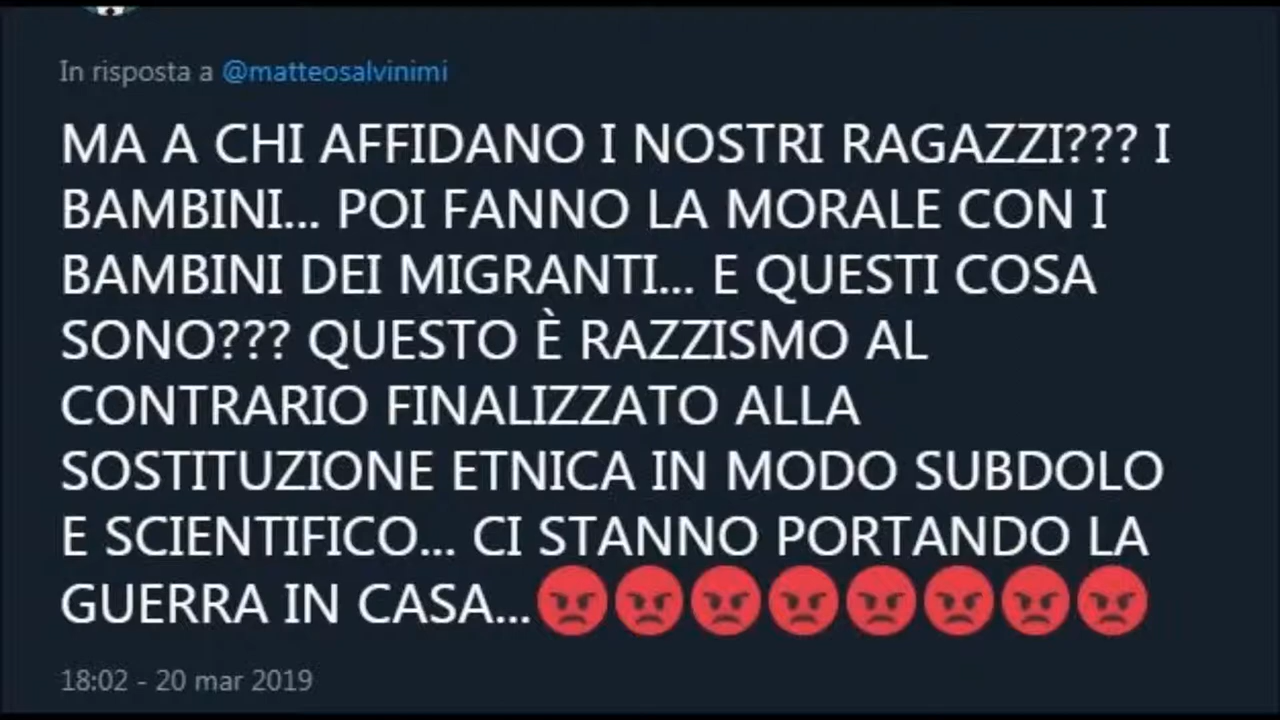 In risposta a @matteosalvinimi
MA A CHI AFFIDANO I NOSTRI RAGAZZI??? I
BAMBINI... POI FANNO LA MORALE CON I
BAMBINI DEI MIGRANTI... E QUESTI COSA
SONO??? QUESTO È RAZZISMO AL
CONTRARIO FINALIZZATO ALLA
SOSTITUZIONE ETNICA IN MODO SUBDOLO
E SCIENTIFICO... CI STANNO PORTANDO LA
GUERRA IN CASA...😡😡😡😡😡😡😡😡
18:02 - 20 mar 2019